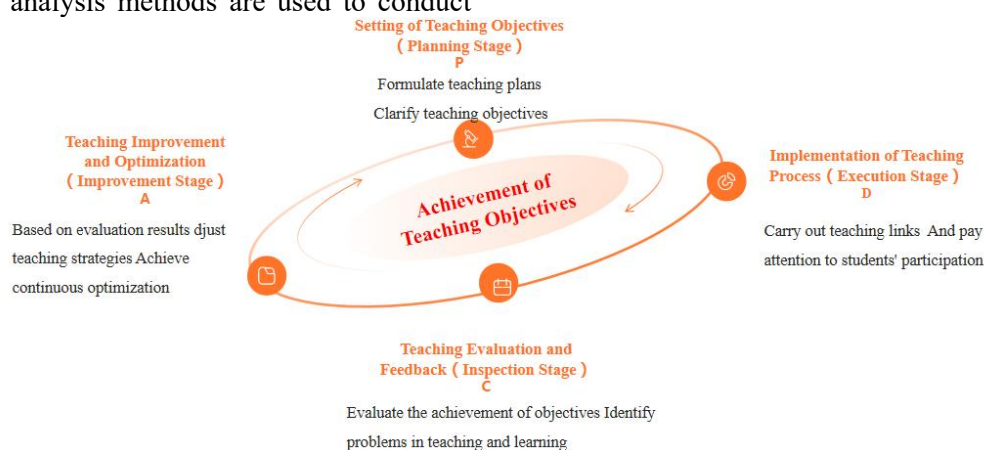 analysis methods are used to conduct
Setting of Teaching Objectives
( Planning Stage )
P
Formulate teaching plans
Clarify teaching objectives
Teaching Improvement
and Optimization
( Improvement Stage )
A
Based on evaluation results djust
teaching strategies Achieve
continuous optimization
Achievement of
Teaching Objectives
Implementation of Teaching
Process ( Execution Stage )
D
Carry out teaching links And pay
attention to students' participation
Teaching Evaluation and
Feedback ( Inspection Stage )
C
Evaluate the achievement of objectives Identify
problems in teaching and learning